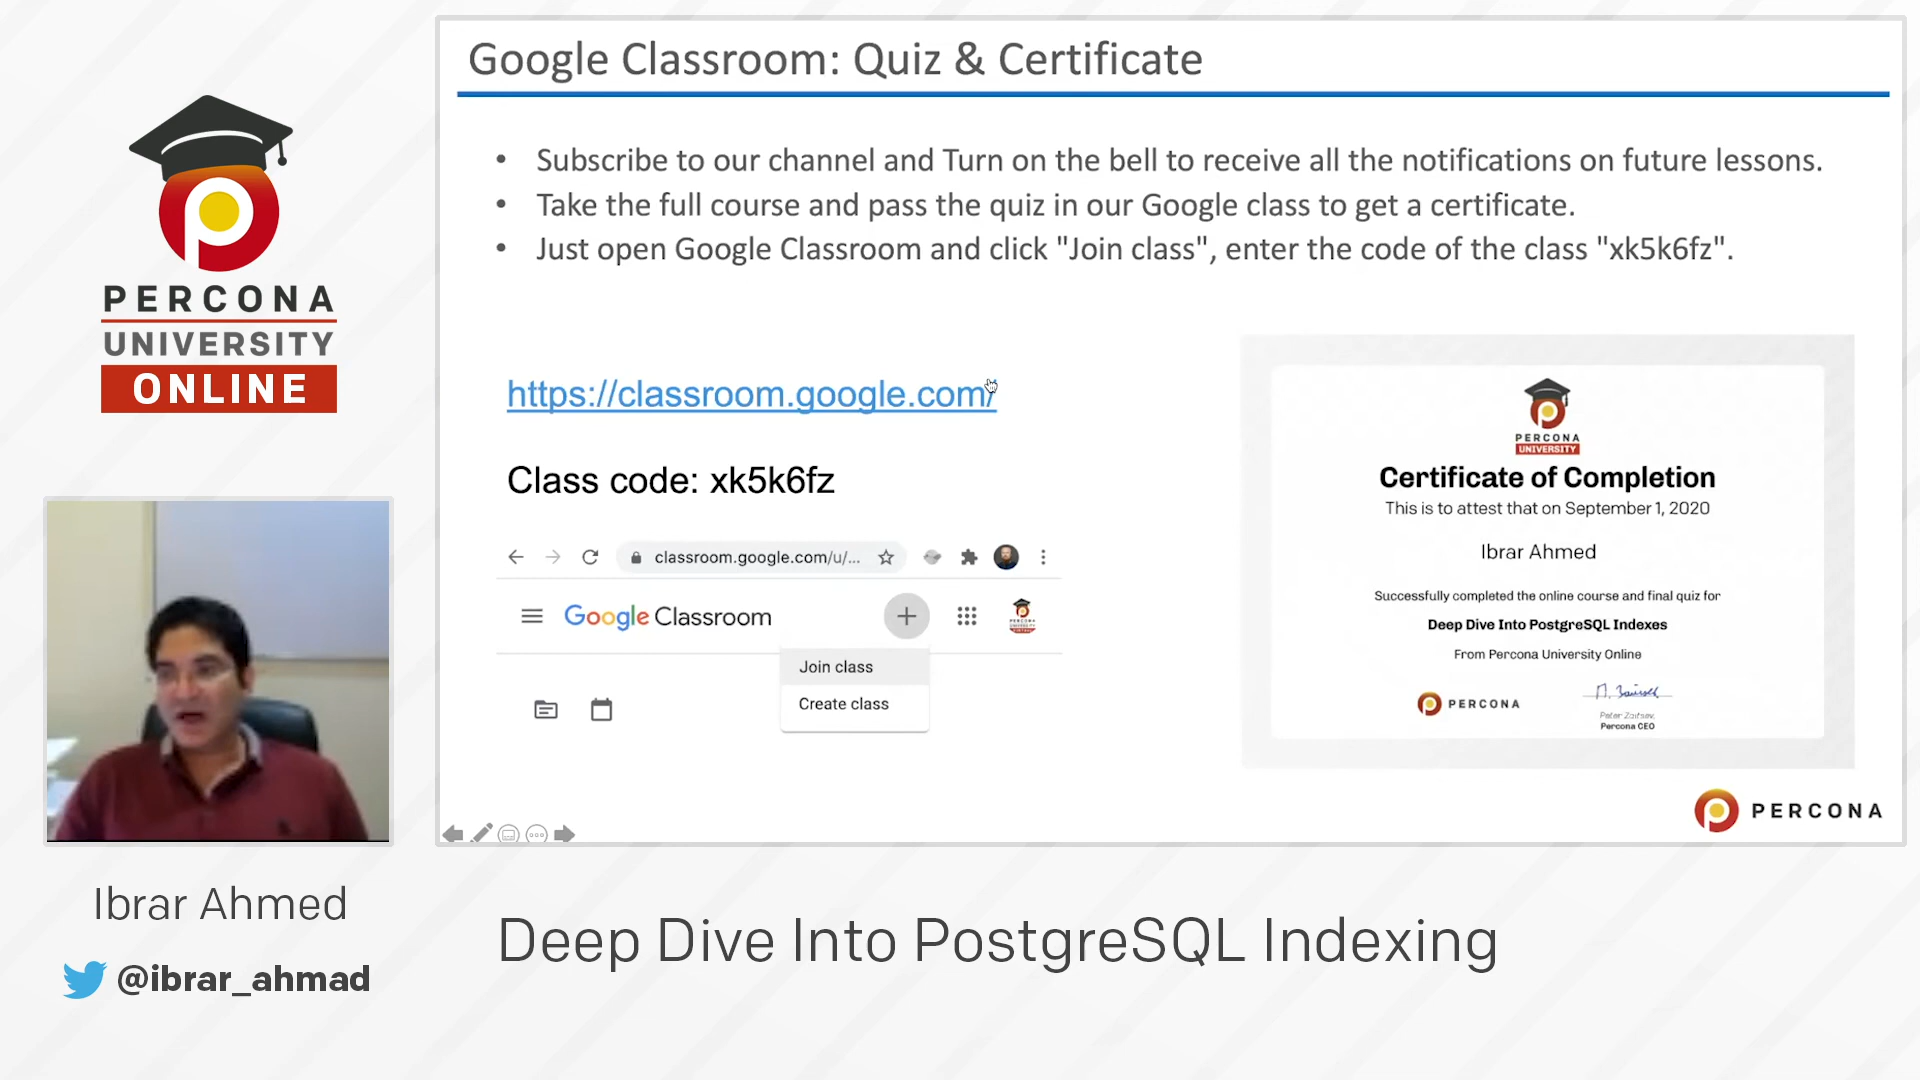 Google Classroom: Quiz & Certificate
• Subscribe to our channel and Turn on the bell to receive all the notifications on future lessons.
• Take the full course and pass the quiz in our Google class to get a certificate.
• Just open Google Classroom and click "Join class", enter the code of the class "xk5k6fz".
PERCONA
UNIVERSITY
ONLINE
https://classroom.google.com/
Class code: xk5k6fz
classroom.google.com/u/...
Google Classroom
Join class
Create class
PERCONA
UNIVERSITY
Certificate of Completion
This is to attest that on September 1, 2020
Ibrar Ahmed
Successfully completed the online course and final quiz for
Deep Dive Into PostgreSQL Indexes
From Percona University Online
PERCONA
Peter Zaitsev,
Percona CEO
PERCONA
Ibrar Ahmed
@ibrar_ahmad
Deep Dive Into PostgreSQL Indexing